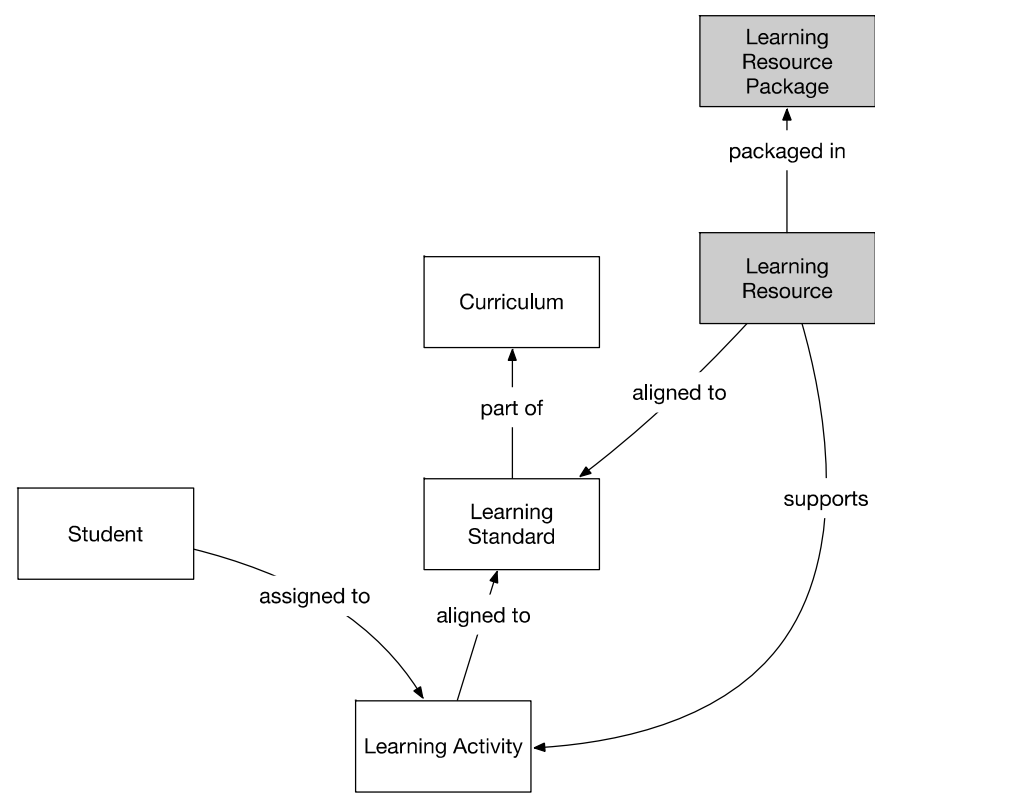 Learning
Resource
Package
packaged in
Learning
Resource
Curriculum
aligned to
part of
supports
Learning
Standard
Student
assigned to
aligned to
Learning Activity